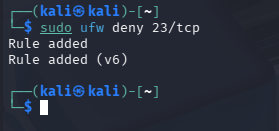 ┌──(kali㉿kali)-[~]
└─$ sudo ufw deny 23/tcp
Rule added
Rule added (v6)
┌──(kali㉿kali)-[~]
└─$